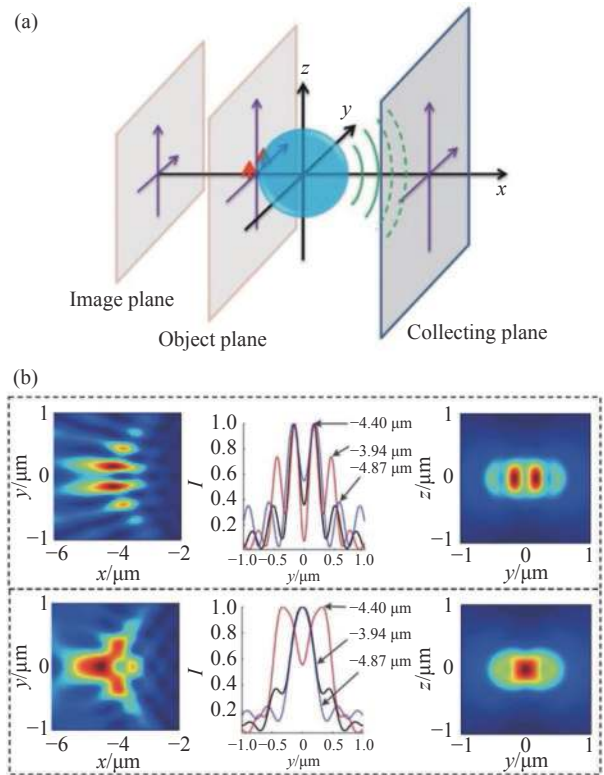 (a)
z
y
x
Image plane
Object plane
Collecting plane
(b)
1
0
−1
y/μm
−6 −4 −2
x/μm
1.0
0.8
0.6
0.4
0.2
I
−4.40 μm
−3.94 μm
−4.87 μm
−1.0 −0.5 0 0.5 1.0
y/μm
1
0
−1
z/μm
−1 0 1
y/μm
1
0
−1
y/μm
−6 −4 −2
x/μm
1.0
0.8
0.6
0.4
0.2
I
−4.40 μm
−3.94 μm
−4.87 μm
−1.0 −0.5 0 0.5 1.0
y/μm
1
0
−1
z/μm
−1 0 1
y/μm